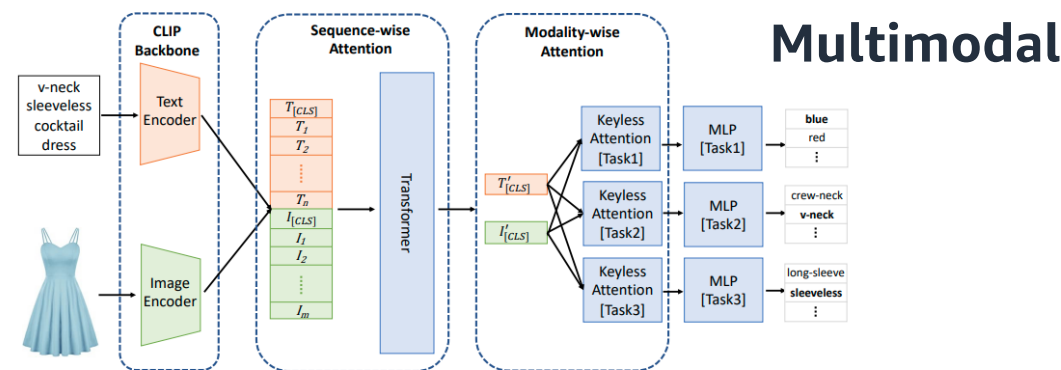 Multimodal
CLIP
Backbone
Sequence-wise
Attention
Modality-wise
Attention
v-neck
sleeveless
cocktail
dress
Text
Encoder
Image
Encoder
T[CLS]
T1
T2
⋮
Tn
I[CLS]
I1
I2
⋮
Im
Transformer
T′[CLS]
I′[CLS]
Keyless
Attention
[Task1]
Keyless
Attention
[Task2]
Keyless
Attention
[Task3]
MLP
[Task1]
MLP
[Task2]
MLP
[Task3]
blue
red
⋮
crew-neck
v-neck
⋮
long-sleeve
sleeveless
⋮